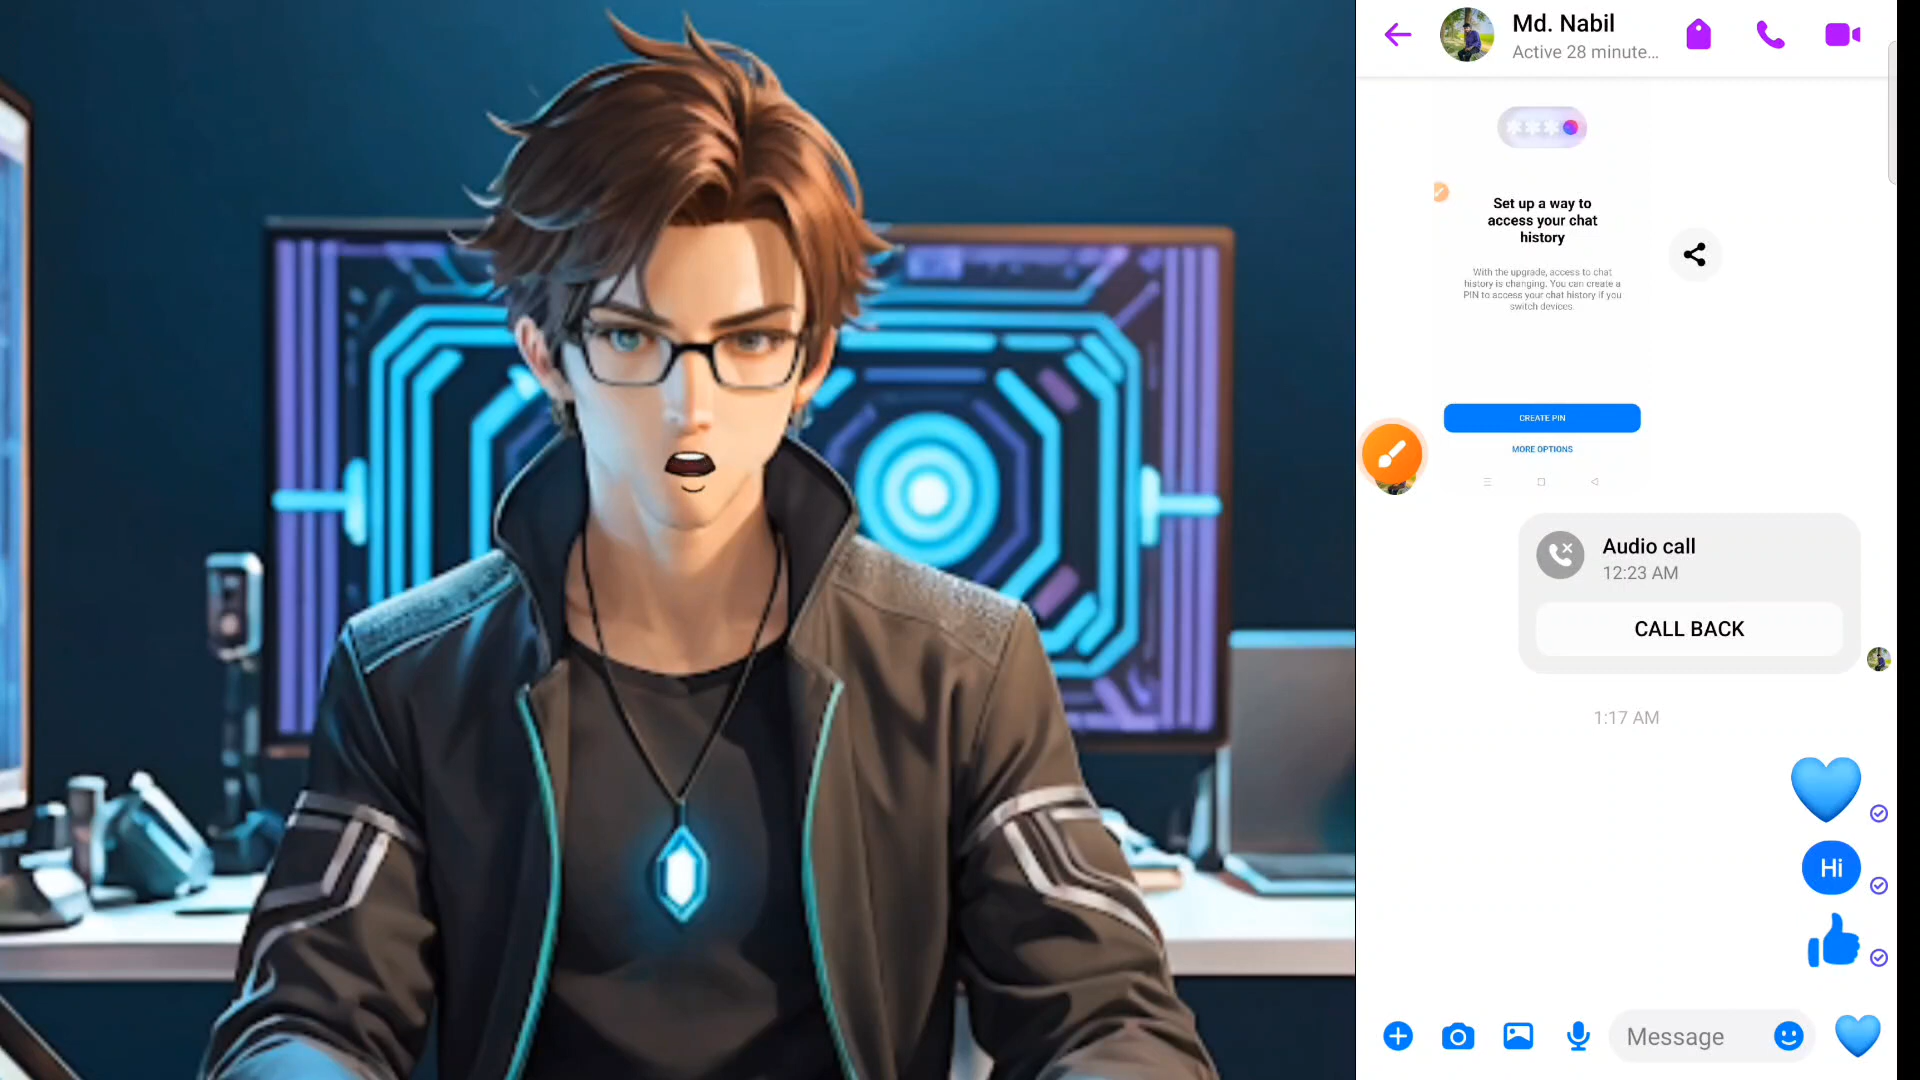 Md. Nabil
Active 28 minute...
Set up a way to
access your chat
history
With the upgrade, access to chat
history is changing. You can create a
PIN to access your chat history if you
switch devices.
CREATE PIN
MORE OPTIONS
Audio call
12:23 AM
CALL BACK
1:17 AM
Hi
Message